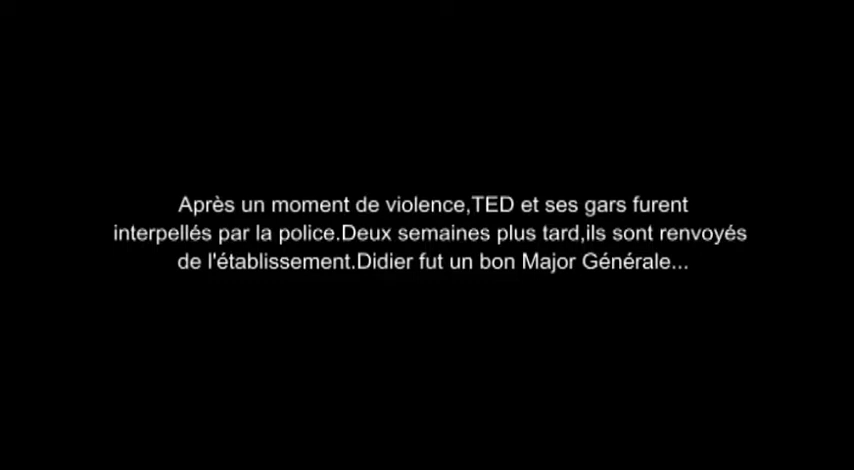 Après un moment de violence,TED et ses gars furent
interpellés par la police.Deux semaines plus tard,ils sont renvoyés
de l'établissement.Didier fut un bon Major Générale...